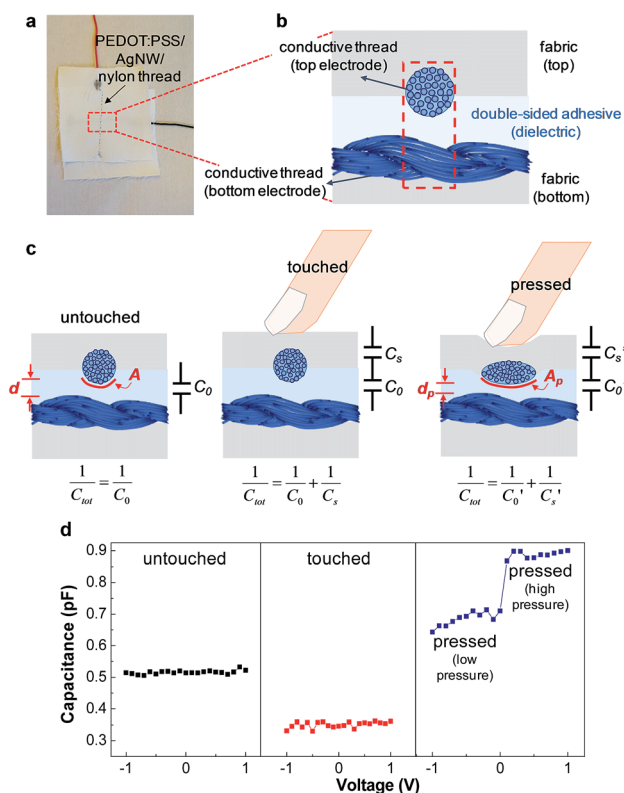 a
PEDOT:PSS/
AgNW/
nylon thread
b
conductive thread
(top electrode)
fabric
(top)
double-sided adhesive
(dielectric)
conductive thread
(bottom electrode)
fabric
(bottom)
c
untouched
touched
pressed
d
A
C0
Cs
C0
dp
Ap
Cs'
C0'
1/Ctot = 1/C0
1/Ctot = 1/C0 + 1/Cs
1/Ctot = 1/C0' + 1/Cs'
d
Capacitance (pF)
0.9
0.8
0.7
0.6
0.5
0.4
0.3
untouched
touched
pressed
(high
pressure)
pressed
(low
pressure)
-1 0 1 -1 0 1 -1 0 1
Voltage (V)